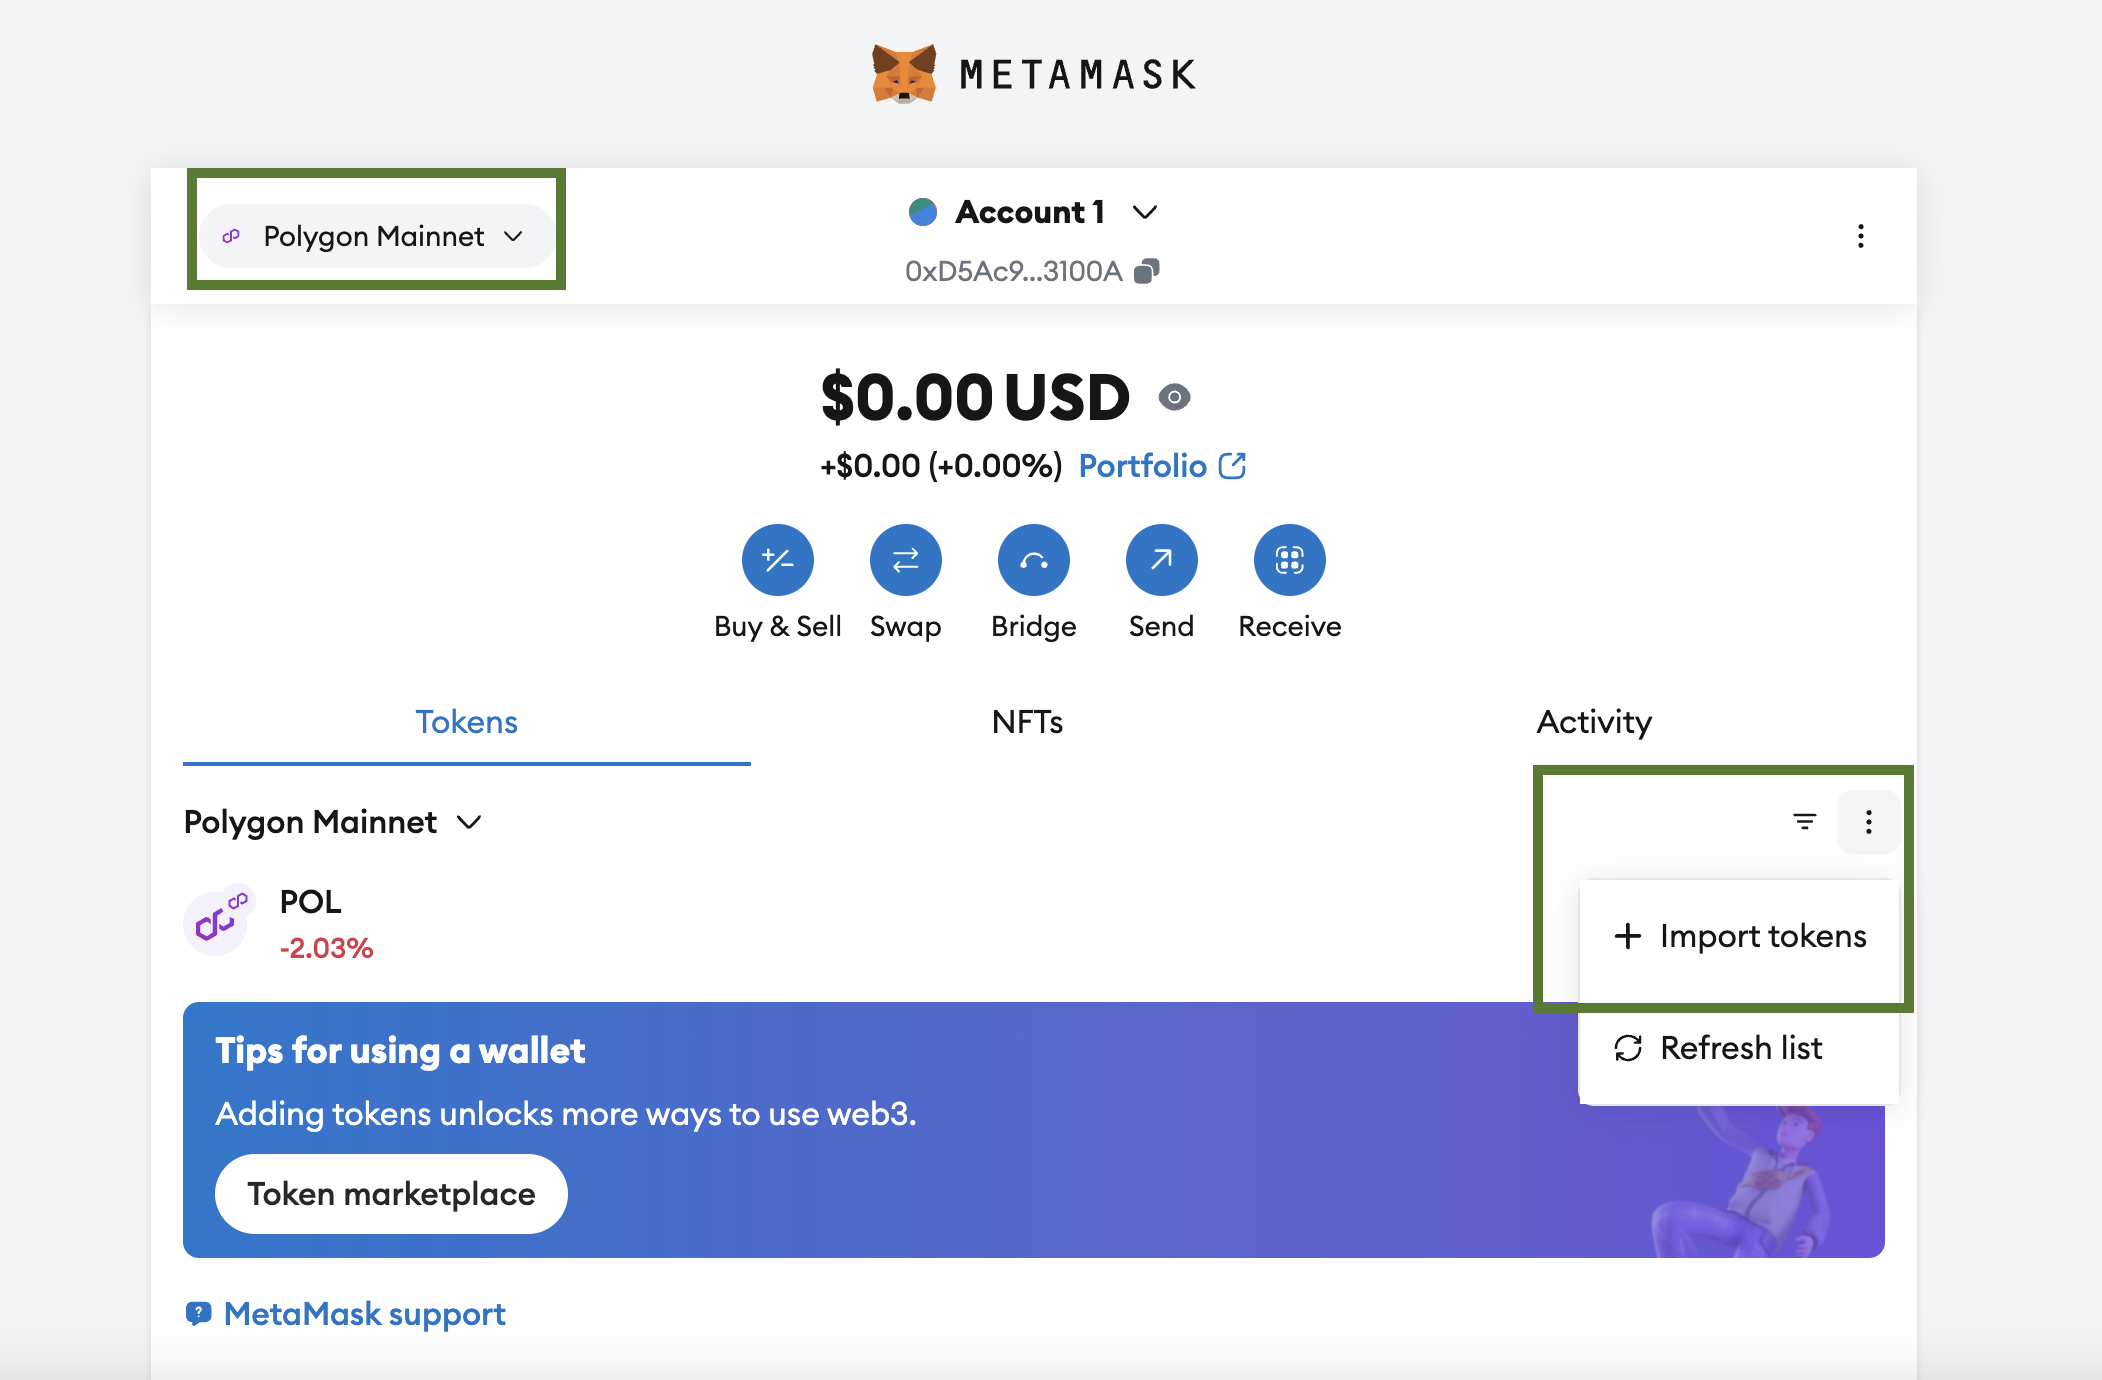 METAMASK
Polygon Mainnet
Account 1
0xD5Ac9...3100A
$0.00 USD
+$0.00 (+0.00%) Portfolio
Buy & Sell
Swap
Bridge
Send
Receive
Tokens
NFTs
Activity
Polygon Mainnet
POL
-2.03%
Import tokens
Refresh list
Tips for using a wallet
Adding tokens unlocks more ways to use web3.
Token marketplace
MetaMask support